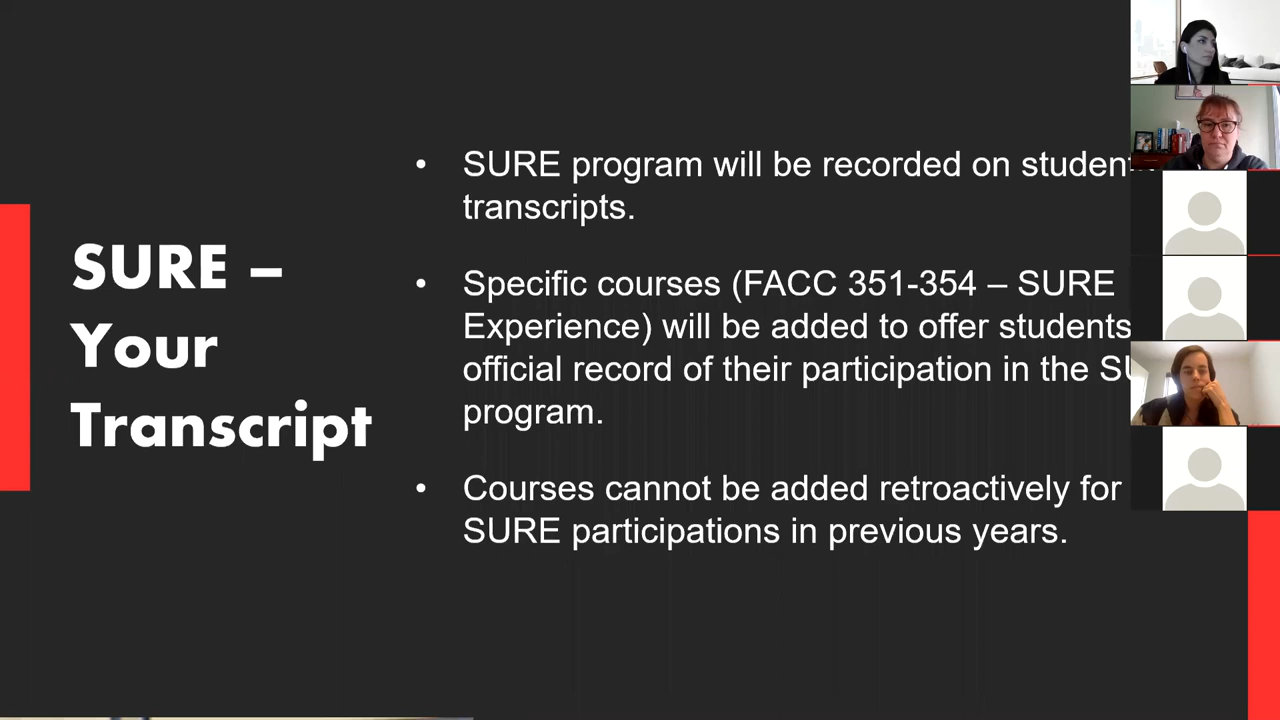 SURE –
Your
Transcript
• SURE program will be recorded on student
transcripts.
• Specific courses (FACC 351-354 – SURE
Experience) will be added to offer students
official record of their participation in the
program.
• Courses cannot be added retroactively for
SURE participations in previous years.